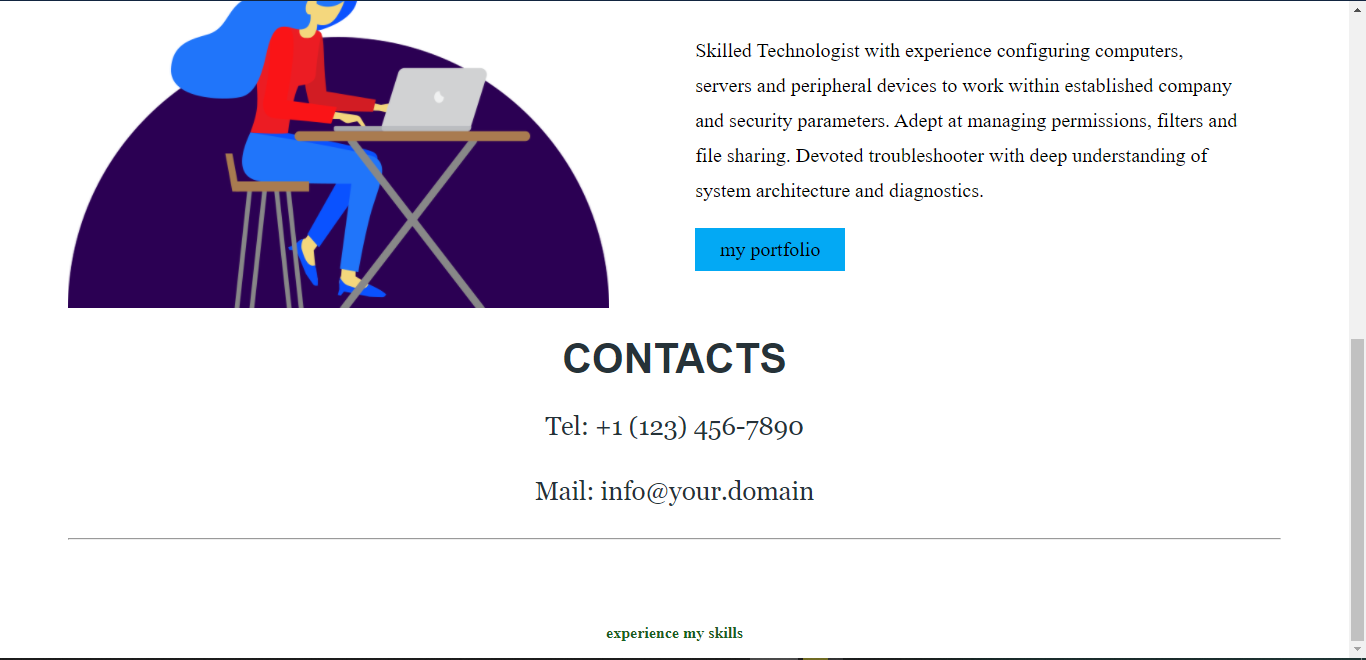 Skilled Technologist with experience configuring computers,
servers and peripheral devices to work within established company
and security parameters. Adept at managing permissions, filters and
file sharing. Devoted troubleshooter with deep understanding of
system architecture and diagnostics.
my portfolio
CONTACTS
Tel: +1 (123) 456-7890
Mail: info@your.domain
experience my skills